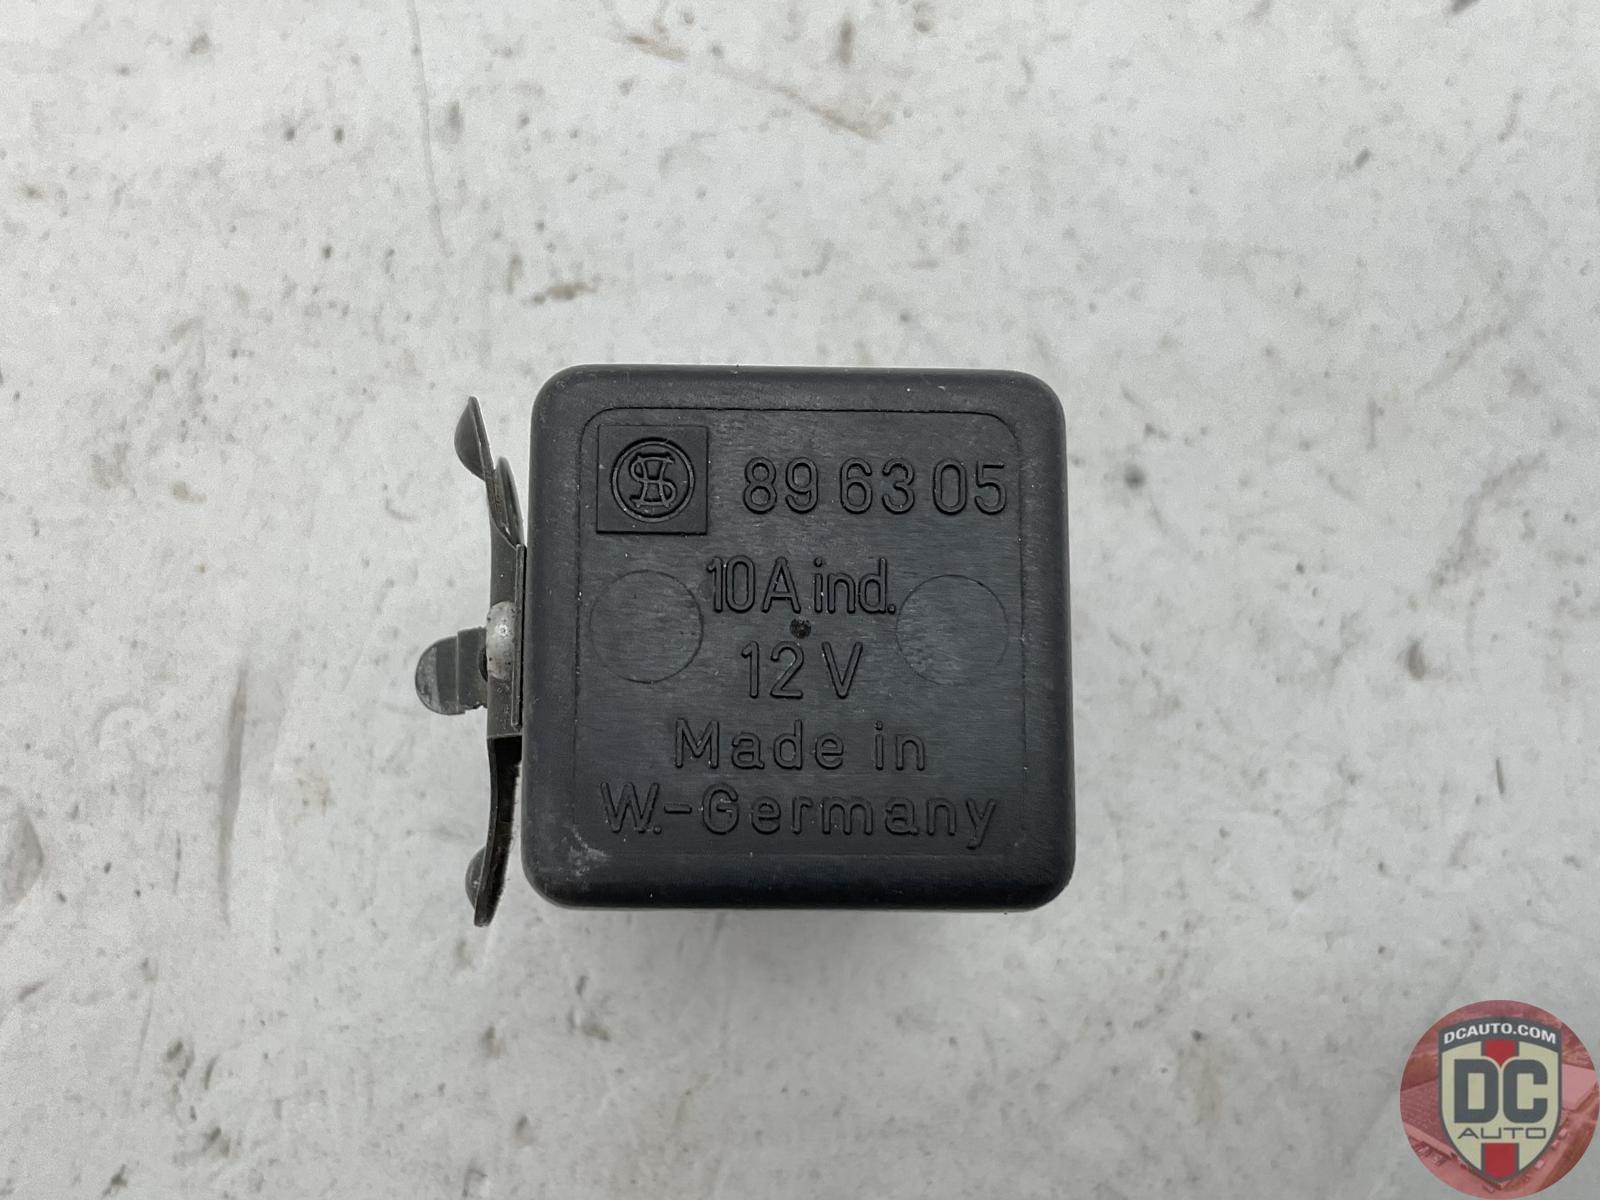 89 63 05
10A ind.
12 V
Made in
W.-Germany
DCAUTO.COM
DC
AUTO